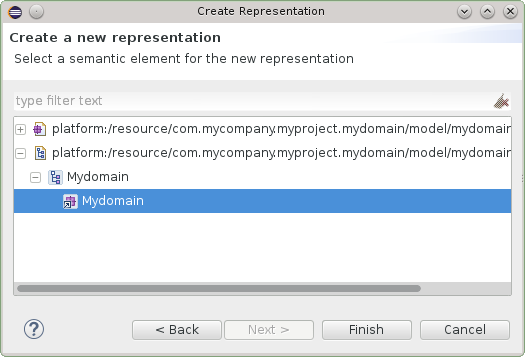 Create Representation
Create a new representation
Select a semantic element for the new representation
type filter text
platform:/resource/com.mycompany.myproject.mydomain/model/mydomain
platform:/resource/com.mycompany.myproject.mydomain/model/mydomain
Mydomain
Mydomain
?
< Back
Next >
Finish
Cancel